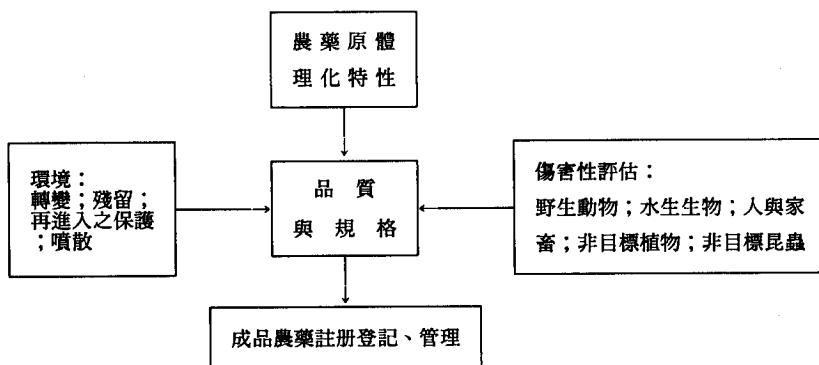 農藥原體
理化特性
環境：
轉變；殘留；
再進入之保護
；噴散
品質
與規格
傷害性評估：
野生動物；水生生物；人與家
畜；非目標植物；非目標昆蟲
成品農藥註册登記、管理